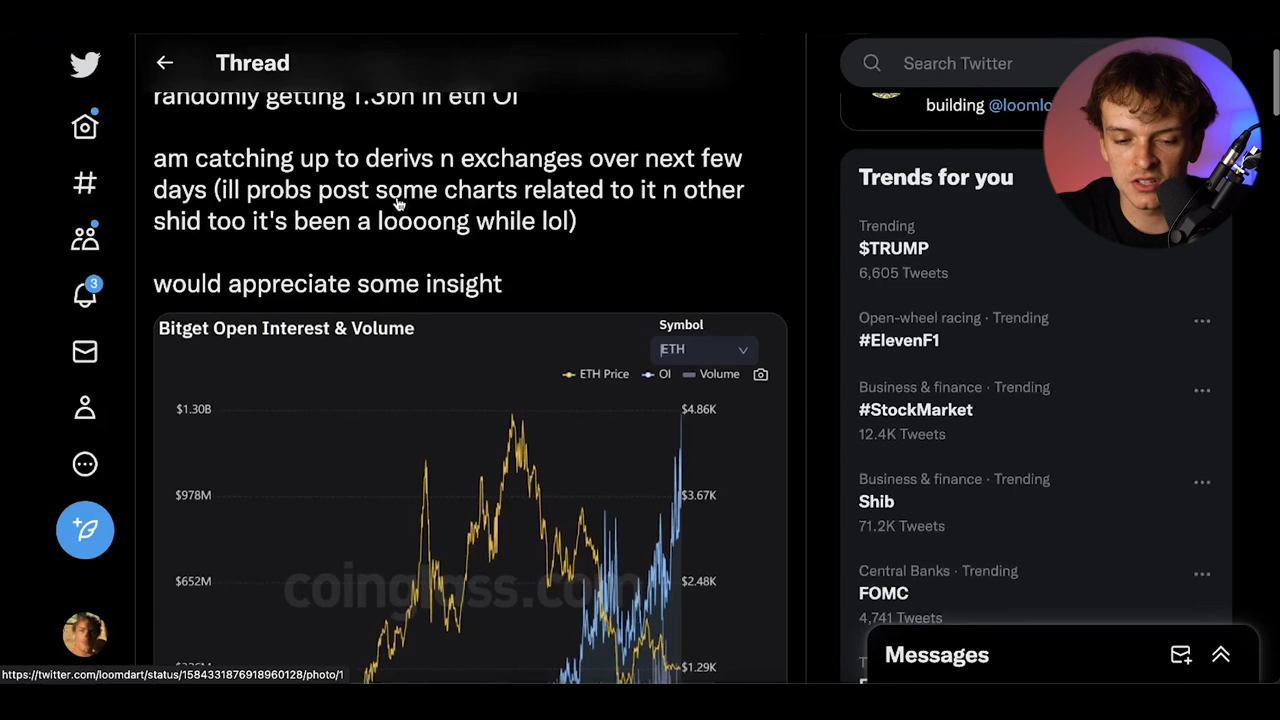 Thread
Search Twitter
randomly getting 1.3bn in eth OI
building @loomlo
am catching up to derivs n exchanges over next few
days (ill probs post some charts related to it n other
shid too it's been a loooong while lol)
would appreciate some insight
Bitget Open Interest & Volume
Symbol
ETH
ETH Price
OI
Volume
$1.30B
$4.86K
$978M
$3.67K
$652M
$2.48K
$1.29K
coinglass.com
3
Trends for you
Trending
$TRUMP
6,605 Tweets
Open-wheel racing · Trending
#ElevenF1
Business & finance · Trending
#StockMarket
12.4K Tweets
Business & finance · Trending
Shib
71.2K Tweets
Central Banks · Trending
FOMC
4,741 Tweets
Messages
https://twitter.com/loomdart/status/1584331876918960128/photo/1